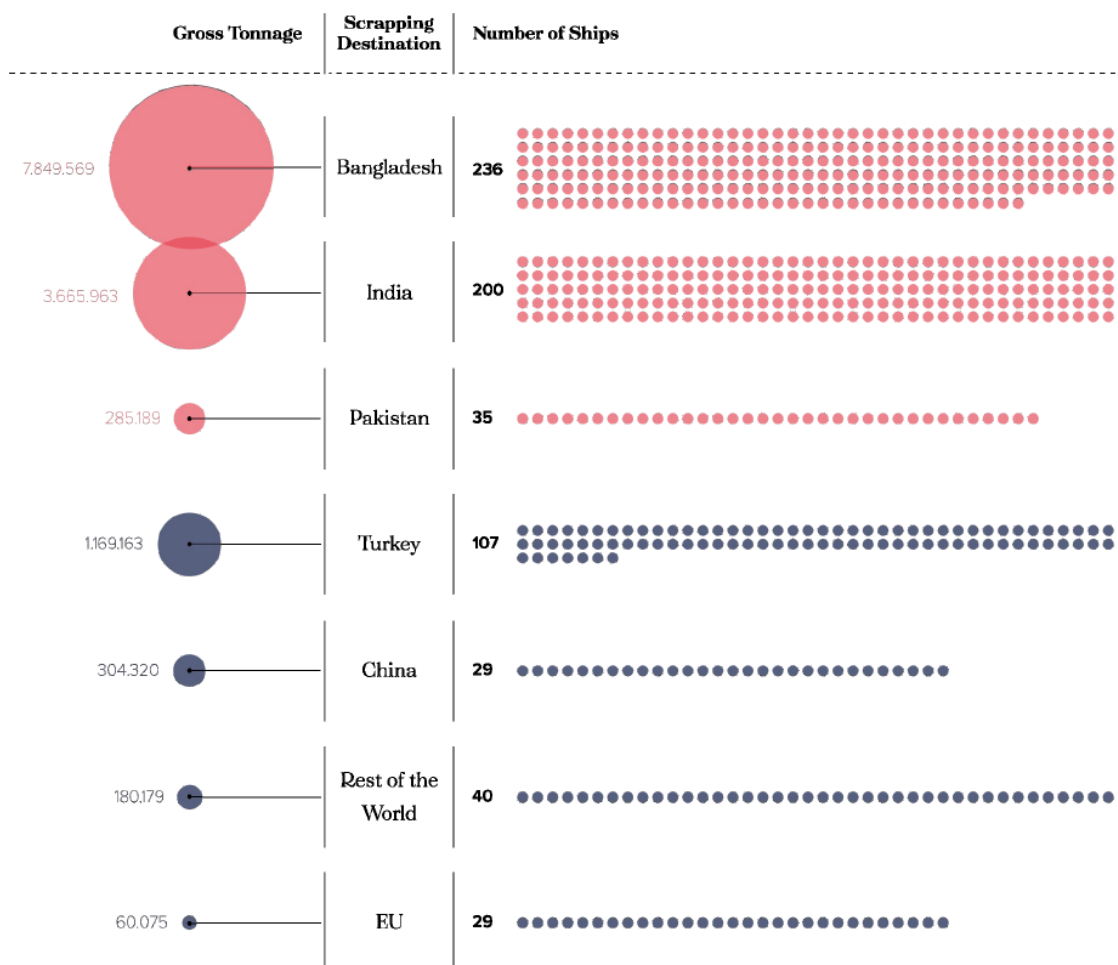 Gross Tonnage
Scrapping
Destination
Number of Ships
7.849.569
Bangladesh
236
3.665.963
India
200
285.189
Pakistan
35
1.169.163
Turkey
107
304.320
China
29
180.179
Rest of the
World
40
60.075
EU
29